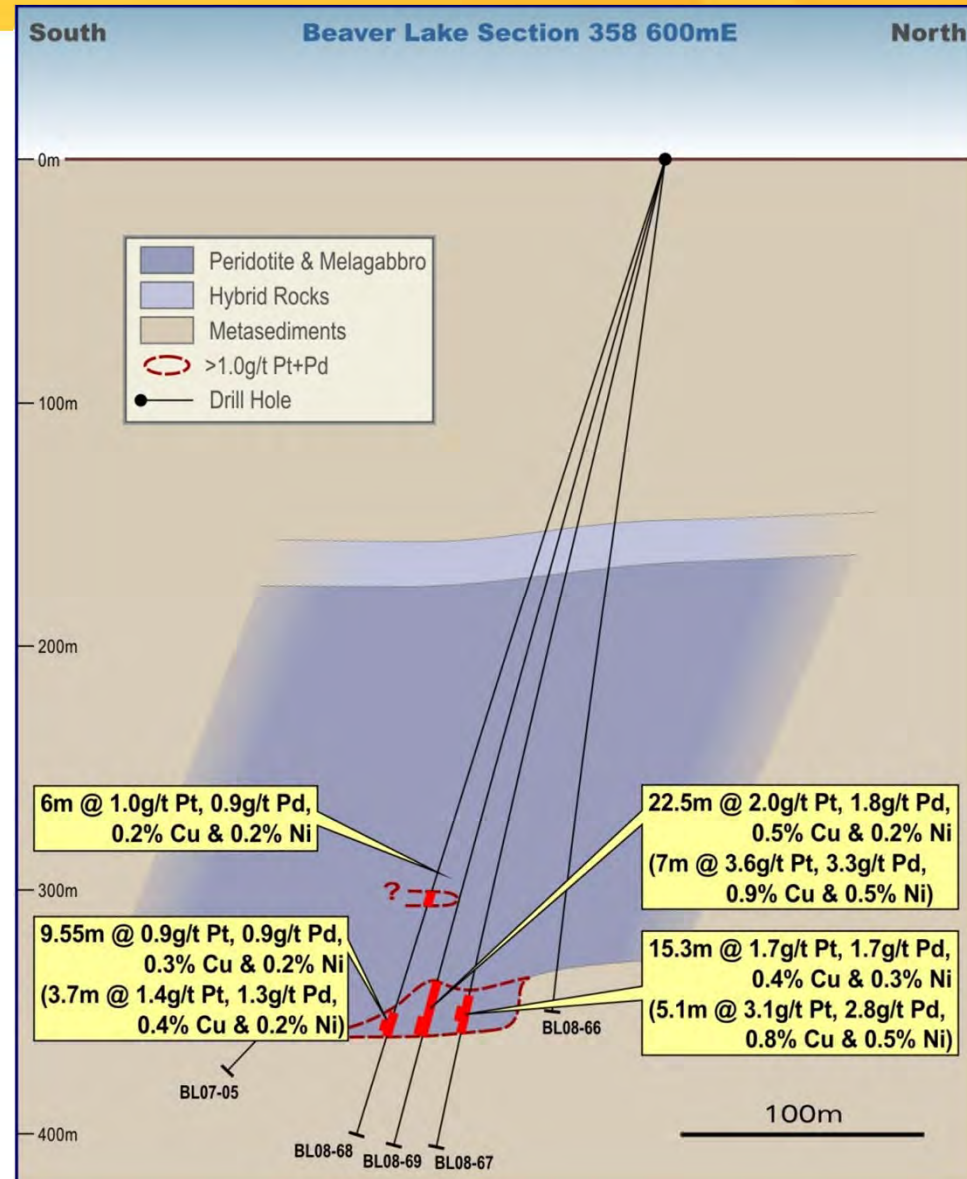 South Beaver Lake Section 358 600mE North
0m
Peridotite & Melagabbro
Hybrid Rocks
Metasediments
>1.0g/t Pt+Pd
Drill Hole
100m
200m
6m @ 1.0g/t Pt, 0.9g/t Pd,
0.2% Cu & 0.2% Ni
22.5m @ 2.0g/t Pt, 1.8g/t Pd,
0.5% Cu & 0.2% Ni
(7m @ 3.6g/t Pt, 3.3g/t Pd,
0.9% Cu & 0.5% Ni)
300m
?
9.55m @ 0.9g/t Pt, 0.9g/t Pd,
0.3% Cu & 0.2% Ni
(3.7m @ 1.4g/t Pt, 1.3g/t Pd,
0.4% Cu & 0.2% Ni)
15.3m @ 1.7g/t Pt, 1.7g/t Pd,
0.4% Cu & 0.3% Ni
(5.1m @ 3.1g/t Pt, 2.8g/t Pd,
0.8% Cu & 0.5% Ni)
BL08-66
BL07-05
100m
400m
BL08-68
BL08-69
BL08-67